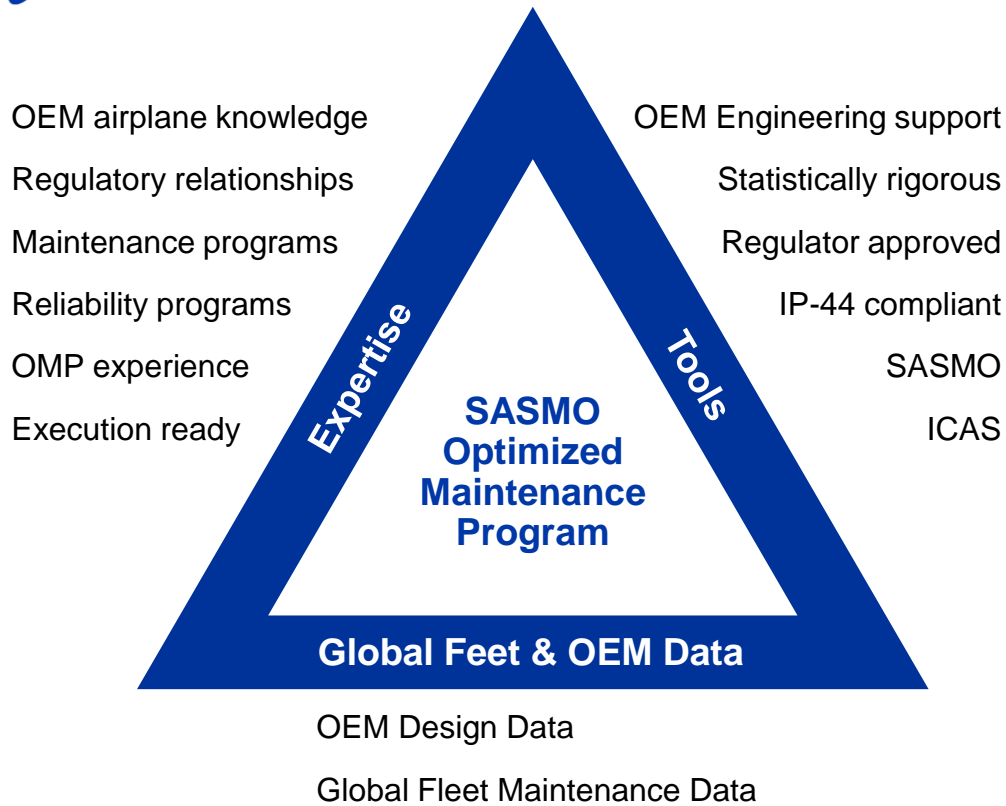 OEM airplane knowledge
Regulatory relationships
Maintenance programs
Reliability programs
OMP experience
Execution ready
Expertise
SASMO
Optimized
Maintenance
Program
Tools
OEM Engineering support
Statistically rigorous
Regulator approved
IP-44 compliant
SASMO
ICAS
Global Feet & OEM Data
OEM Design Data
Global Fleet Maintenance Data